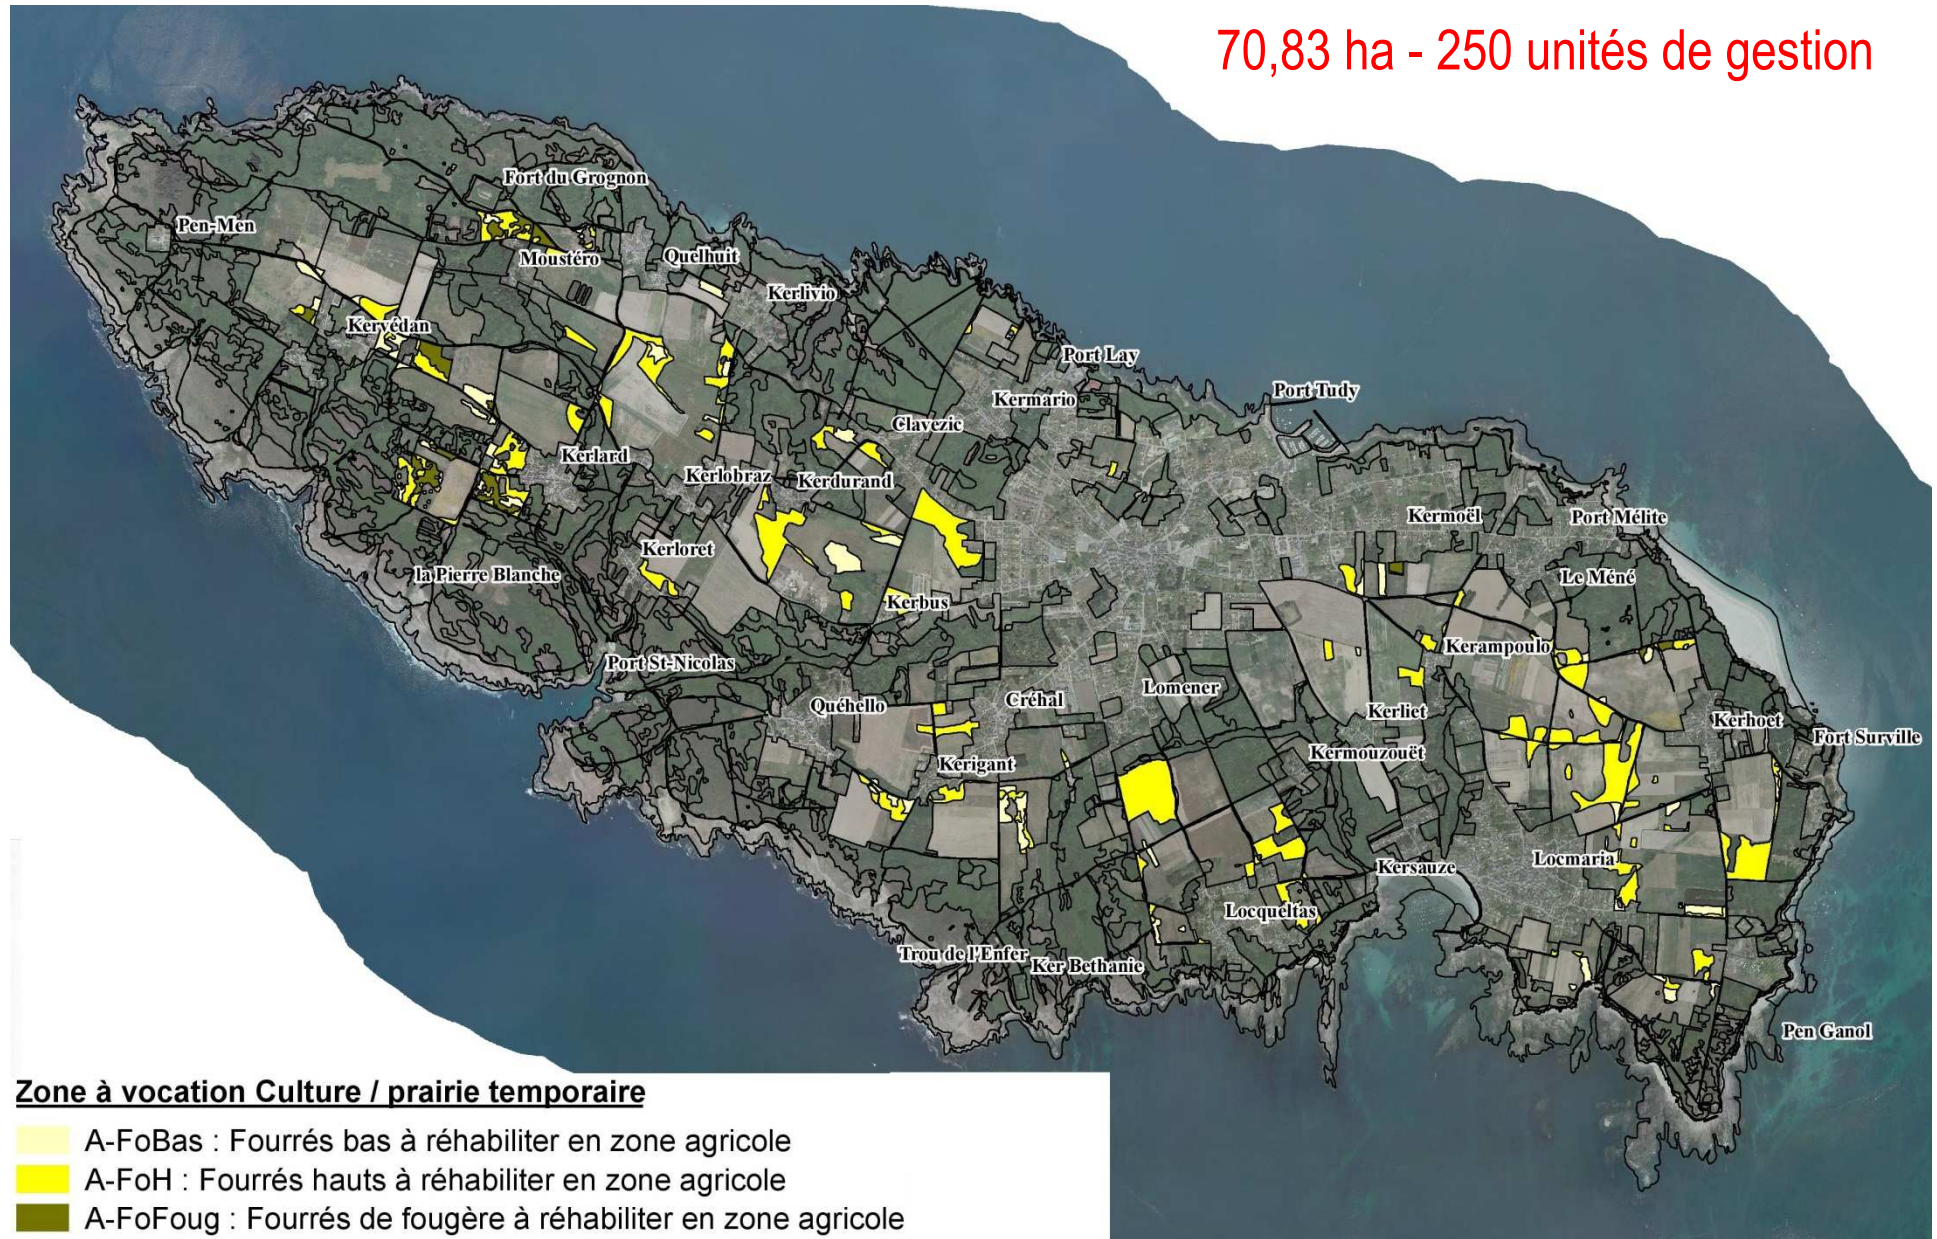 70,83 ha - 250 unités de gestion
Fort du Grognon
Pen-Men
Moustéro
Quelhuit
Kerlivio
Kervédan
Port Lay
Port Tudy
Kermario
Clavezic
Kerlard
Kerlobraz
Kerdurand
Kermoël
Port Mélite
Kerloret
la Pierre Blanche
Le Méné
Kerbus
Kerampoulo
Port St-Nicolas
Lomener
Créhal
Quéhello
Kerliet
Kerhoet
Fort Surville
Kermouzouët
Kerigant
Locmaria
Kersauze
Locqueltas
Trou de l'Enfer
Ker Bethanie
Pen Ganol
Zone à vocation Culture / prairie temporaire
A-FoBas : Fourrés bas à réhabiliter en zone agricole
A-FoH : Fourrés hauts à réhabiliter en zone agricole
A-FoFoug : Fourrés de fougère à réhabiliter en zone agricole